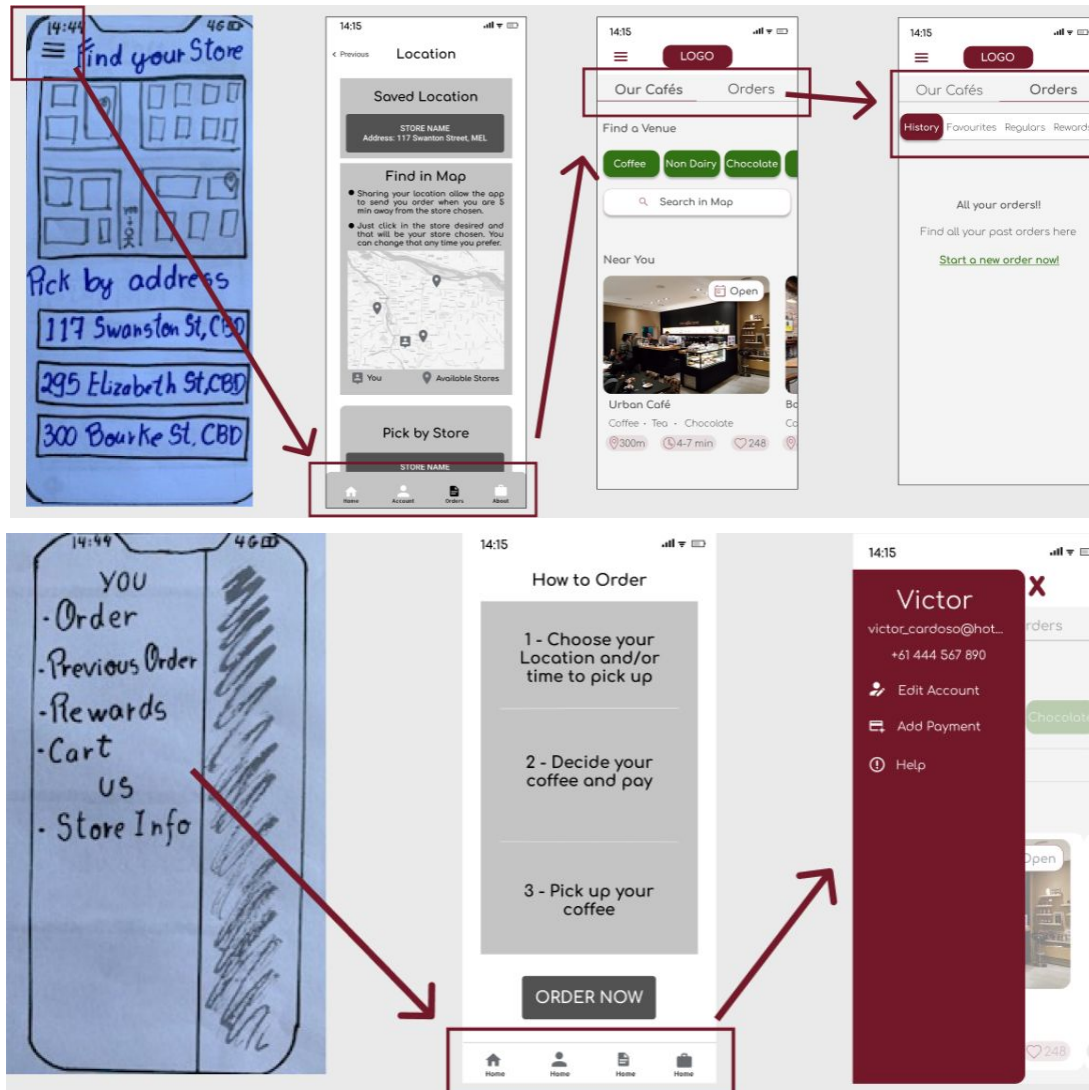 14:44 4G
Find your Store
you
Pick by address
117 Swanston St, CBD
295 Elizabeth St, CBD
300 Bourke St. CBD
14:15
< Previous Location
Saved Location
STORE NAME
Address: 117 Swanton Street, MEL
Find in Map
Sharing your location allow the app
to send you order when you are 5
min away from the store chosen.
Just click in the store desired and
that will be your store chosen. You
can change that any time you prefer.
You Available Stores
Pick by Store
STORE NAME
Home Account Orders About
14:15
LOGO
Our Cafés Orders
Find a Venue
Coffee Non Dairy Chocolate
Search in Map
Near You
Open
Urban Café
Coffee - Tea - Chocolate
300m 4-7 min 248
14:15
LOGO
Our Cafés Orders
History Favourites Regulars Rewards
All your orders!!
Find all your past orders here
Start a new order now!
14:44 4G
YOU
- Order
- Previous Order
- Rewards
- Cart
US
- Store Info
14:15
How to Order
1 - Choose your
Location and/or
time to pick up
2 - Decide your
coffee and pay
3 - Pick up your
coffee
ORDER NOW
Home Home Home Home
14:15
X
Victor
victor_cardoso@hot...
+61 444 567 890
Edit Account
Add Payment
Help
rders
Chocolate
Open
248